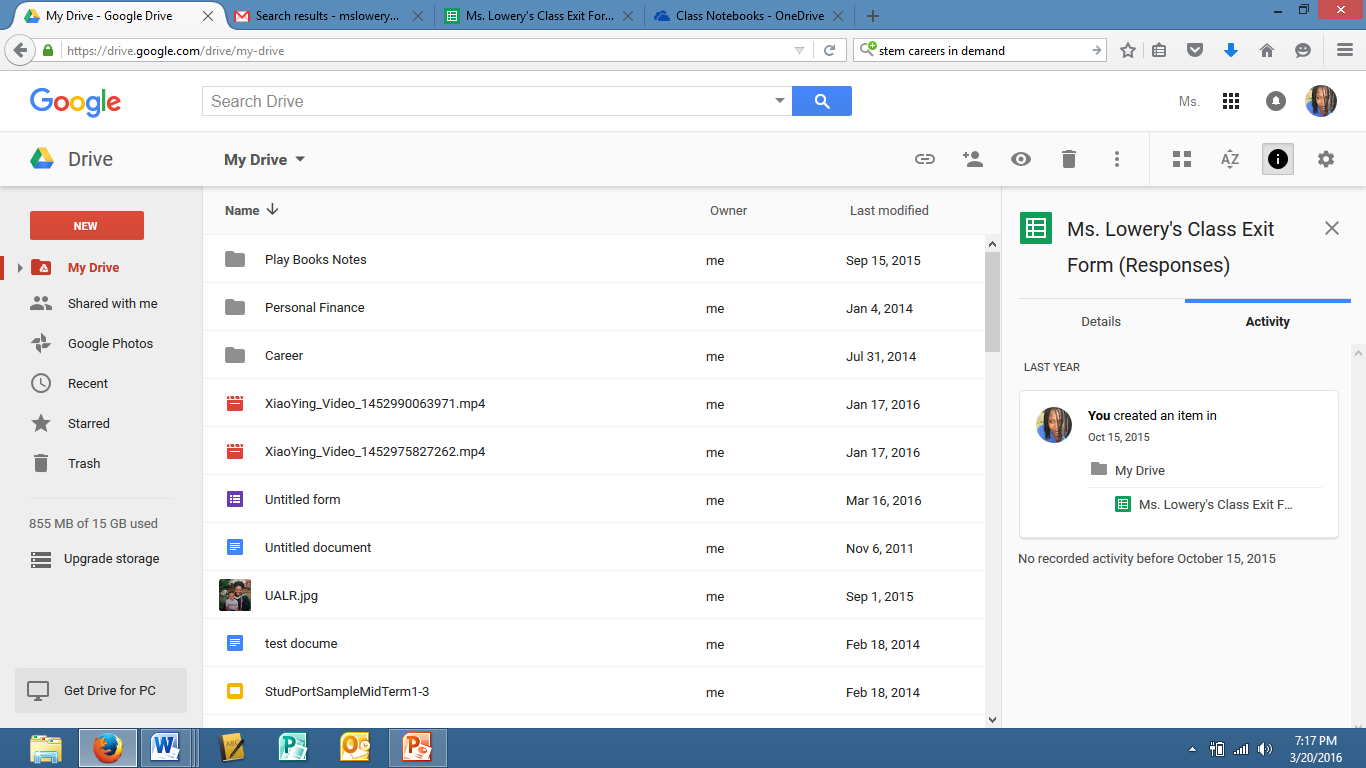 My Drive - Google Drive
Search results - mslowery...
Ms. Lowery's Class Exit For...
Class Notebooks - OneDrive
https://drive.google.com/drive/my-drive
stem careers in demand
Google
Search Drive
Ms.
Drive
My Drive
AZ
NEW
My Drive
Shared with me
Google Photos
Recent
Starred
Trash
855 MB of 15 GB used
Upgrade storage
Get Drive for PC
Name Owner Last modified
Play Books Notes me Sep 15, 2015
Personal Finance me Jan 4, 2014
Career me Jul 31, 2014
XiaoYing_Video_1452990063971.mp4 me Jan 17, 2016
XiaoYing_Video_1452975827262.mp4 me Jan 17, 2016
Untitled form me Mar 16, 2016
Untitled document me Nov 6, 2011
UALR.jpg me Sep 1, 2015
test docume me Feb 18, 2014
StudPortSampleMidTerm1-3 me Feb 18, 2014
Ms. Lowery's Class Exit
Form (Responses)
Details Activity
LAST YEAR
You created an item in
Oct 15, 2015
My Drive
Ms. Lowery's Class Exit F...
No recorded activity before October 15, 2015
7:17 PM
3/20/2016